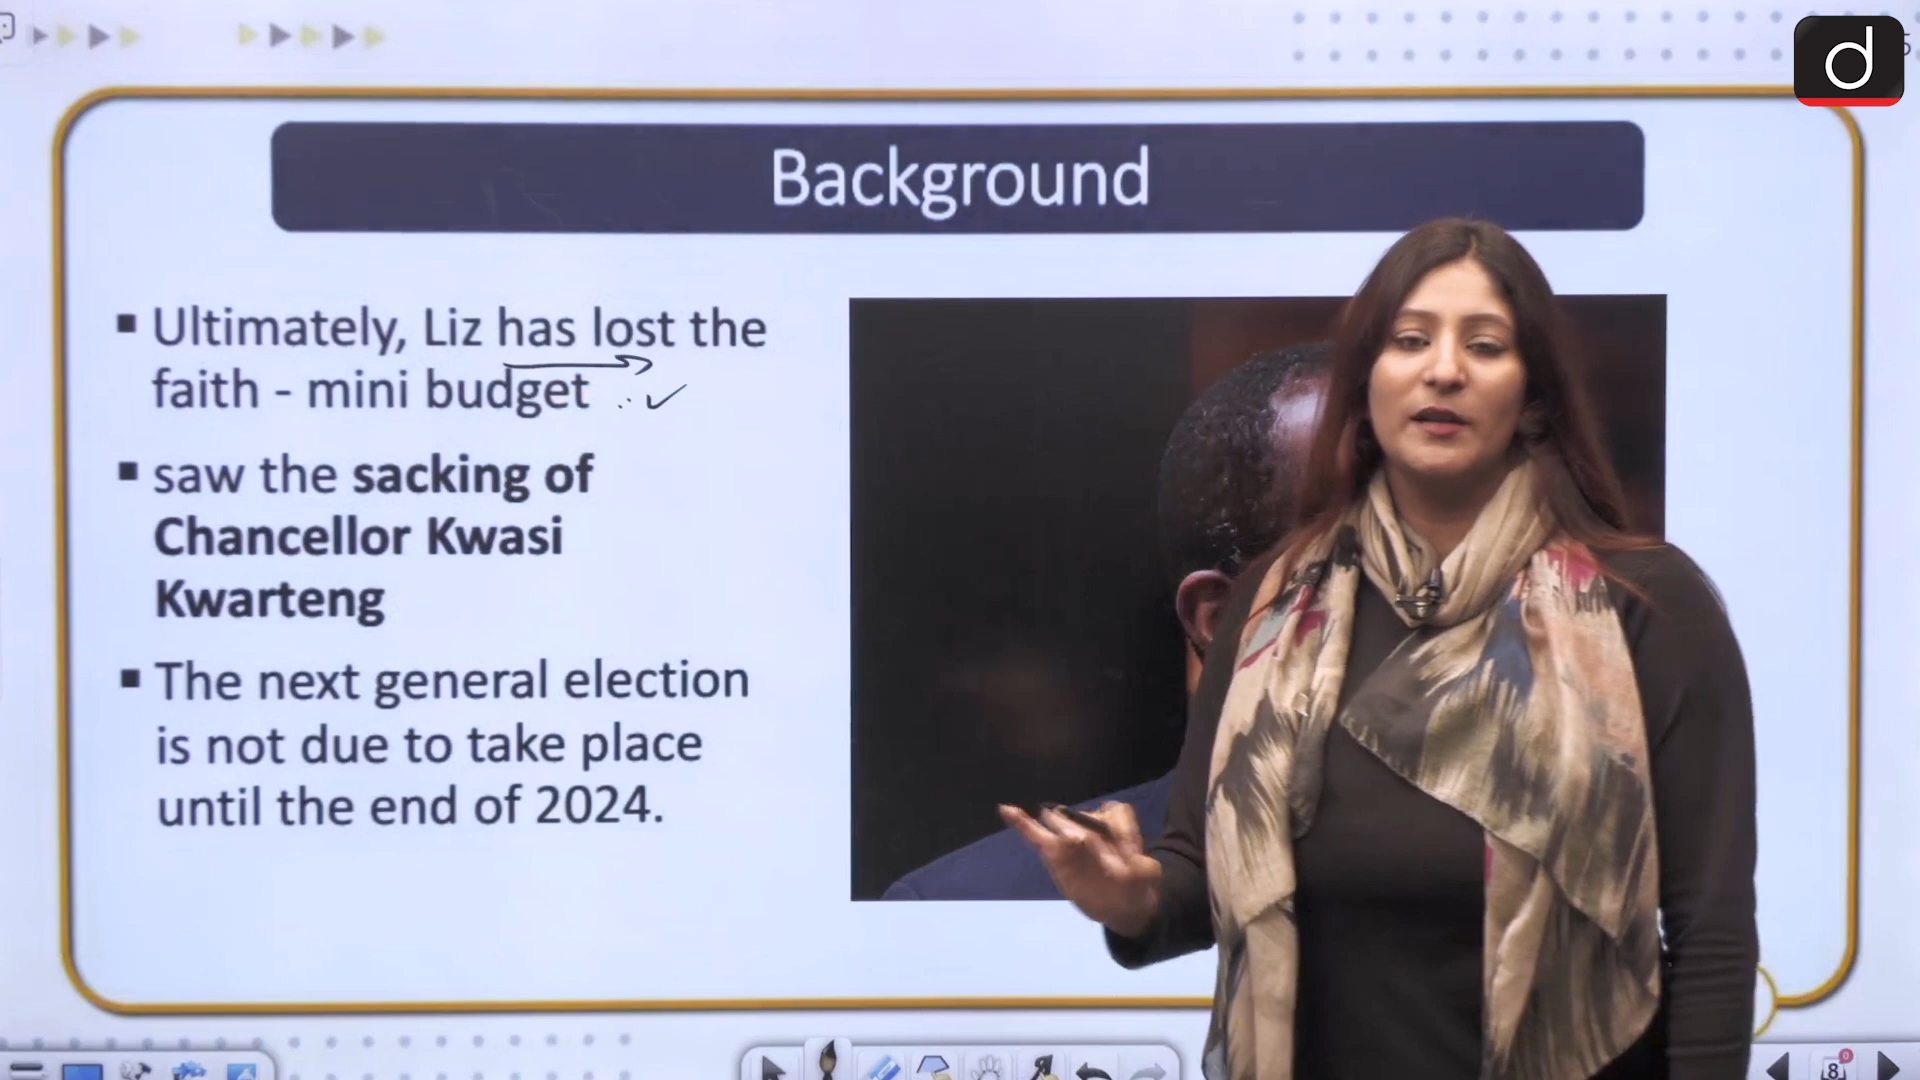 d
Background
▪ Ultimately, Liz has lost the
faith - mini budget
▪ saw the sacking of
Chancellor Kwasi
Kwarteng
▪ The next general election
is not due to take place
until the end of 2024.
8